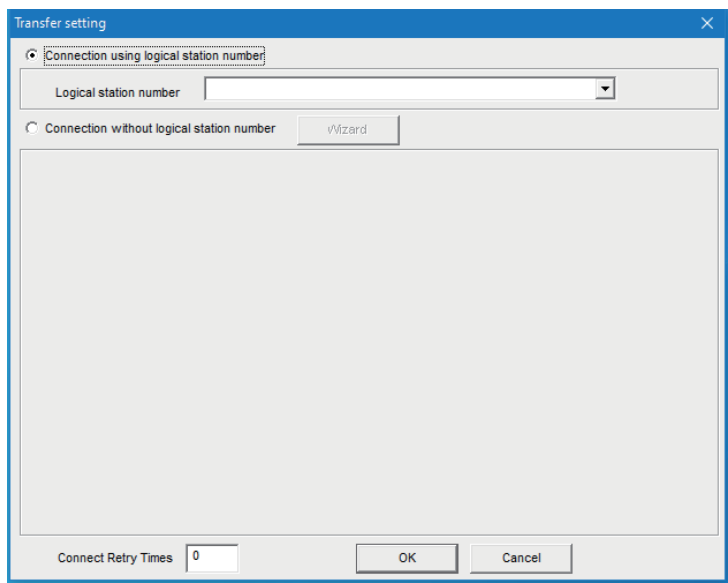 Transfer setting
Connection using logical station number
Logical station number
Connection without logical station number Wizard
Connect Retry Times 0 OK Cancel